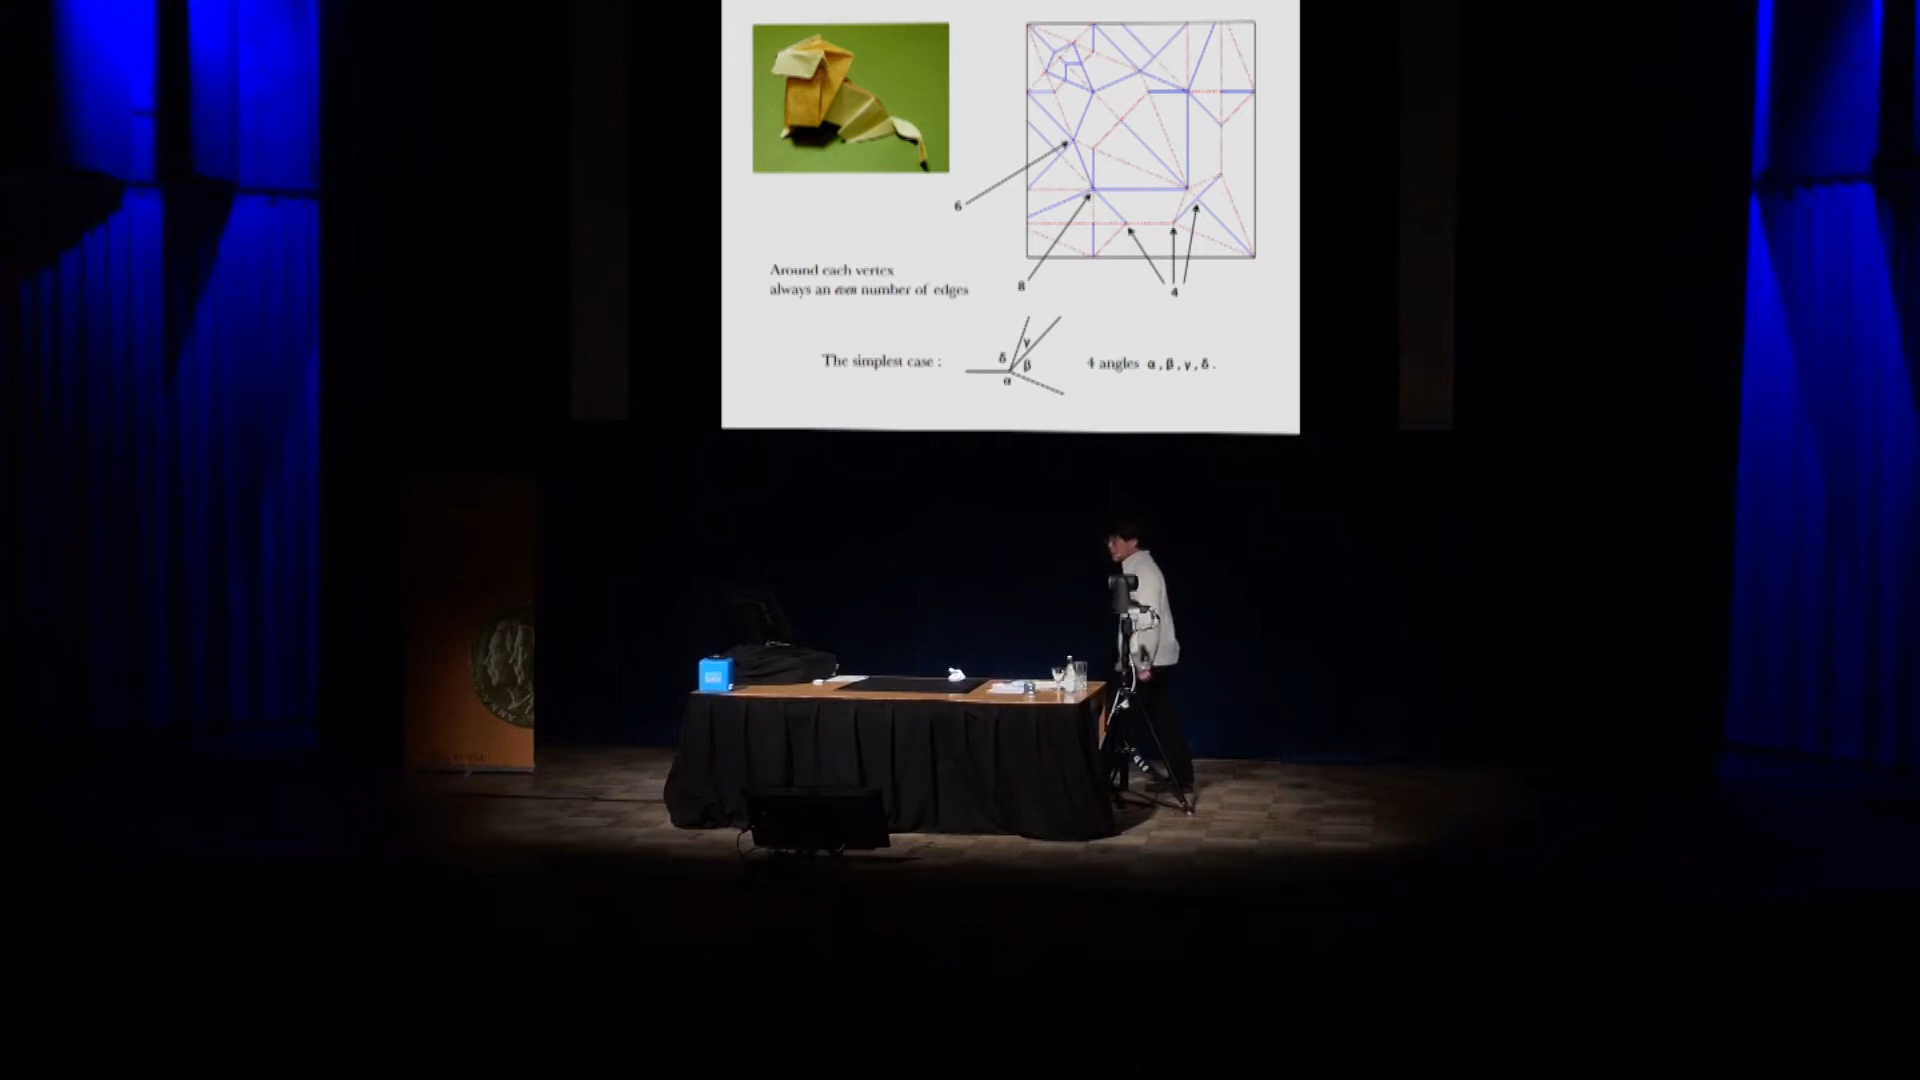 6
8
4
Around each vertex
always an even number of edges
The simplest case :
δ
γ
β
α
4 angles α , β , γ , δ .